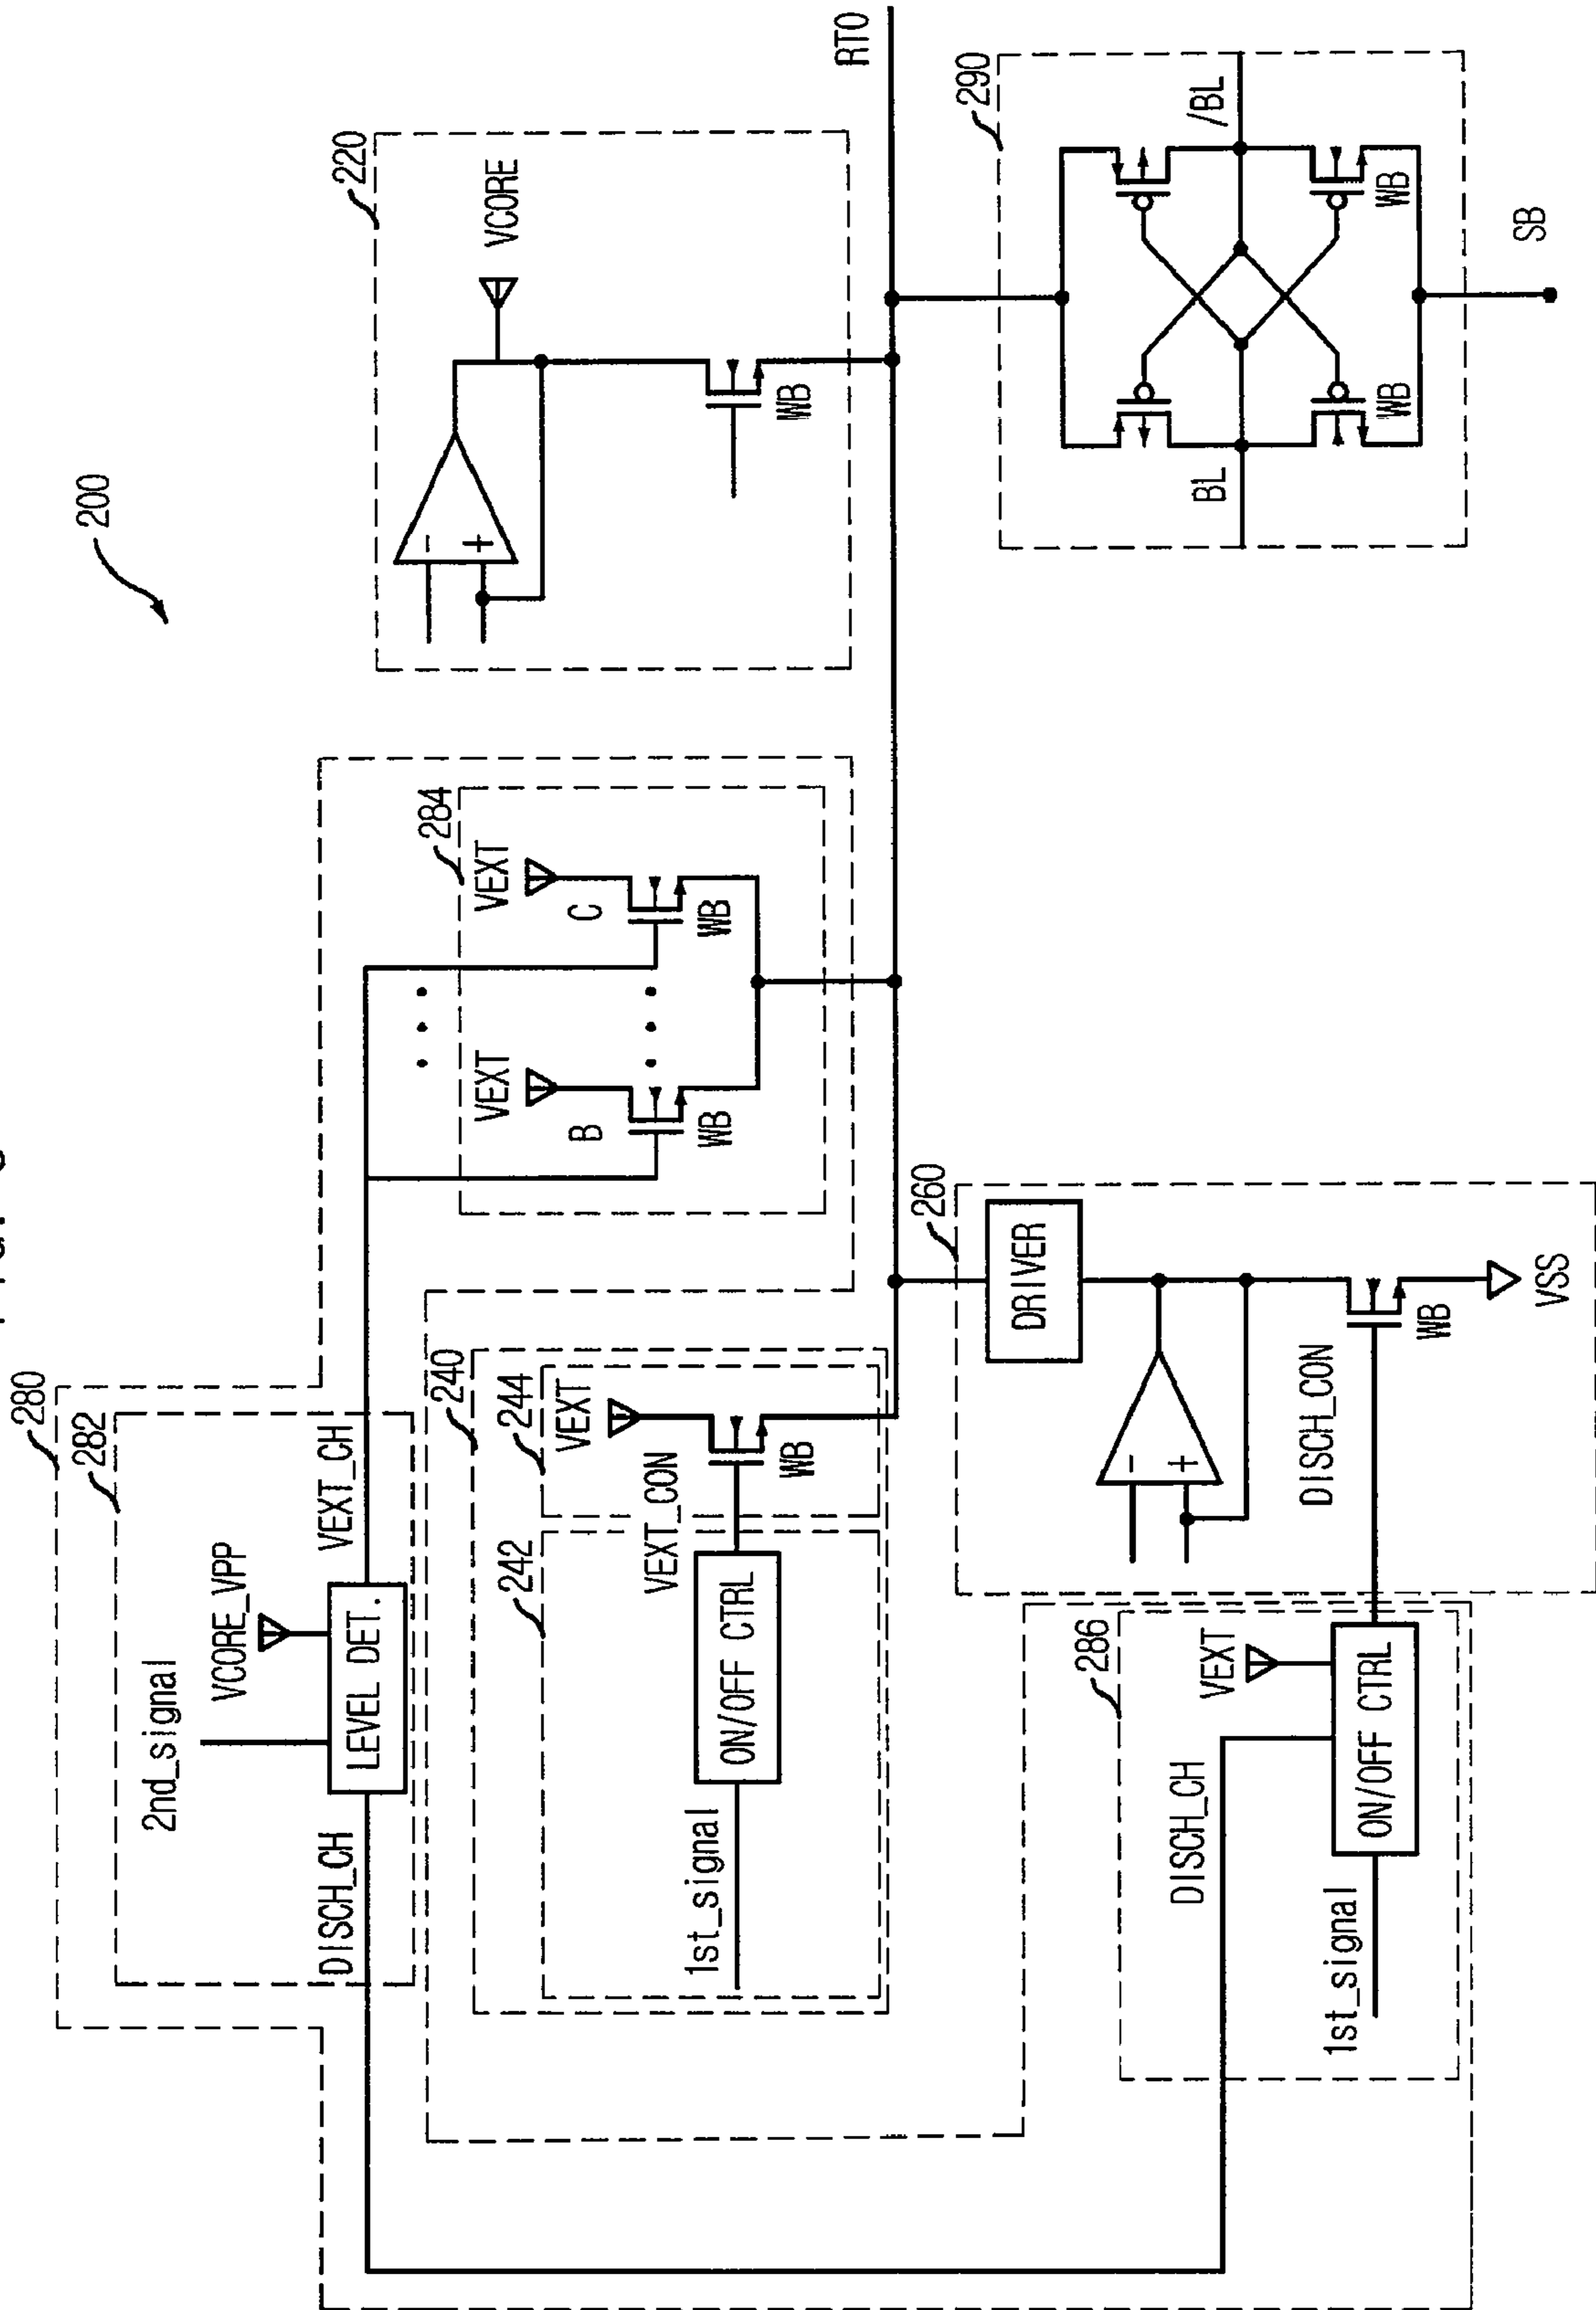 200
280
282
2nd_signal
VCORE_VPP
LEVEL DET.
DISCH_CH
VEXT_CH
284
VEXT
B
WB
VEXT
C
WB
220
-
+
VCORE
WB
RTO
240
242
1st_signal
ON/OFF CTRL
VEXT_CON
244
VEXT
WB
260
DRIVER
-
+
DISCH_CON
WB
VSS
286
VEXT
DISCH_CH
ON/OFF CTRL
1st_signal
290
BL
/BL
WB
WB
SB